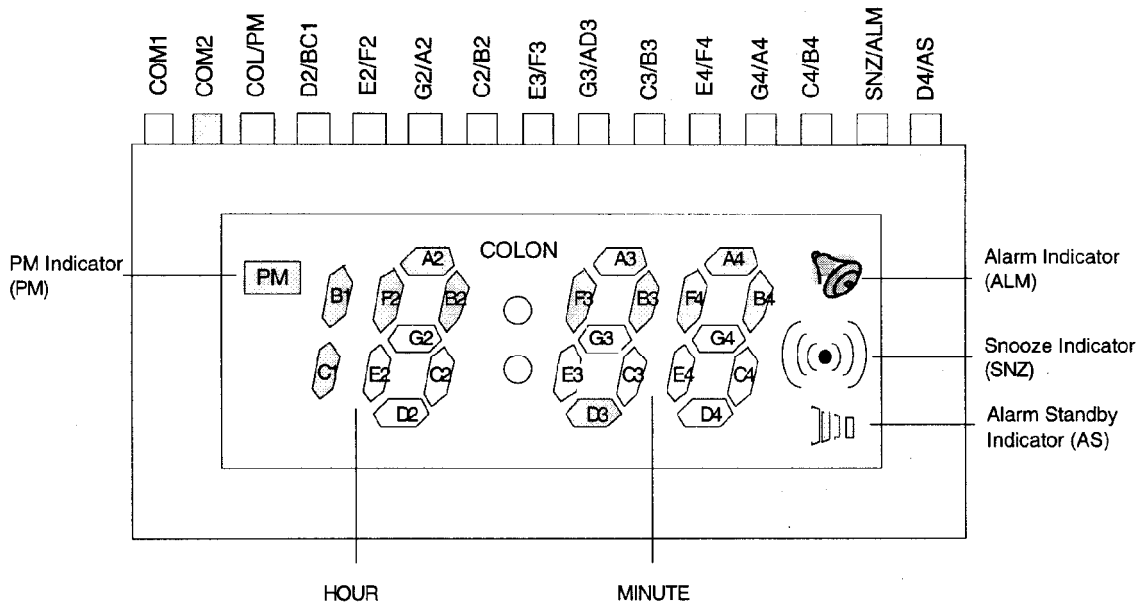 COM1
COM2
COL/PM
D2/BC1
E2/F2
G2/A2
C2/B2
E3/F3
G3/AD3
C3/B3
E4/F4
G4/A4
C4/B4
SNZ/ALM
D4/AS
PM Indicator
(PM)
PM
COLON
B1
C1
A2
F2
B2
G2
E2
C2
D2
A3
F3
B3
G3
E3
C3
D3
A4
F4
B4
G4
E4
C4
D4
Alarm Indicator
(ALM)
Snooze Indicator
(SNZ)
Alarm Standby
Indicator (AS)
HOUR
MINUTE